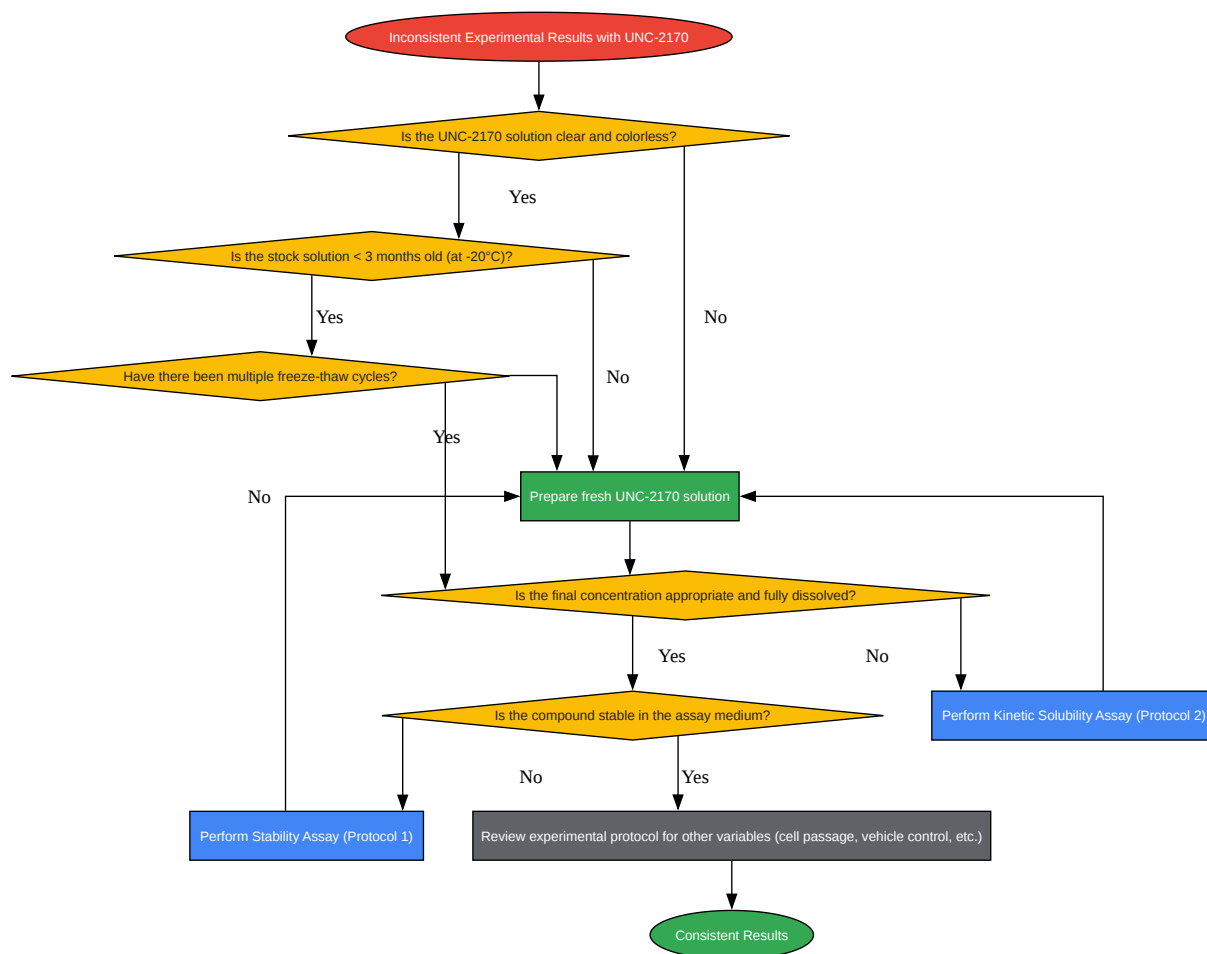 Inconsistent Experimental Results with UNC-2170
Is the UNC-2170 solution clear and colorless?
Yes
Is the stock solution < 3 months old (at -20°C)?
Yes
No
Have there been multiple freeze-thaw cycles?
No
Yes
No
Prepare fresh UNC-2170 solution
Is the final concentration appropriate and fully dissolved?
Yes
No
Is the compound stable in the assay medium?
Perform Kinetic Solubility Assay (Protocol 2)
No
Yes
Perform Stability Assay (Protocol 1)
Review experimental protocol for other variables (cell passage, vehicle control, etc.)
Consistent Results